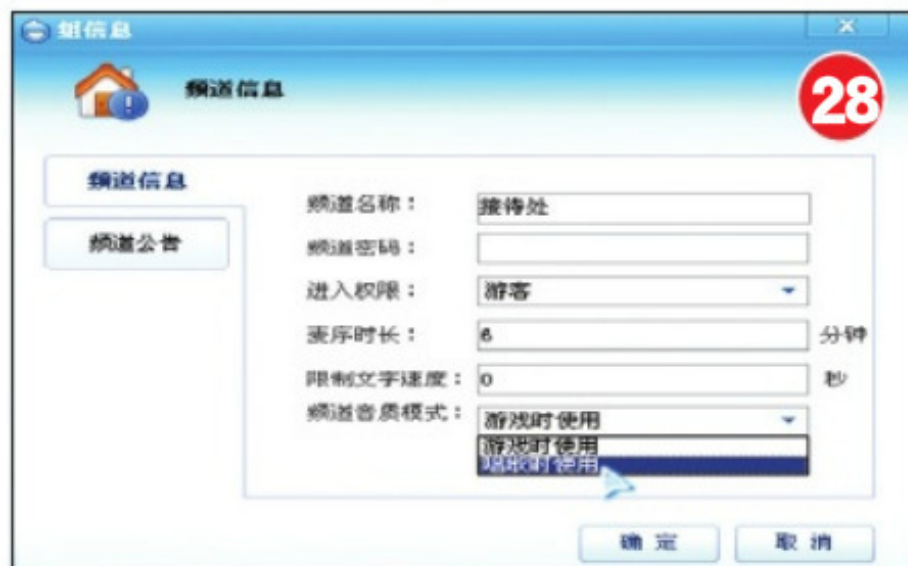 组信息
频道信息
28
频道信息
频道公告
频道名称：接待处
频道密码：
进入权限：游客
麦序时长：6 分钟
限制文字速度：0 秒
频道音质模式：游戏时使用
游戏时使用
唱歌时使用
确定 取消